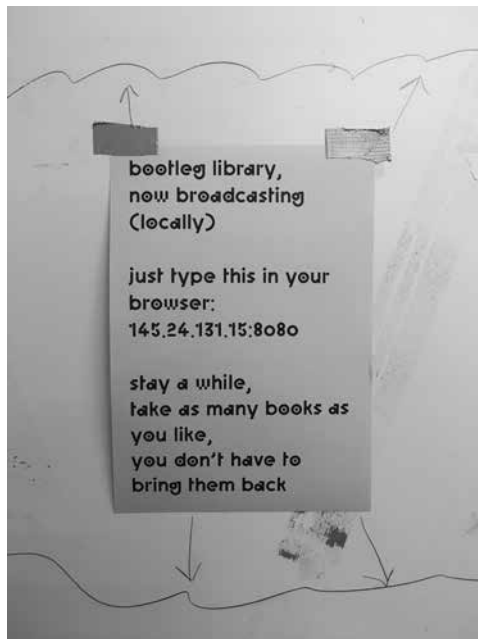 bootleg library,
now broadcasting
(locally)
just type this in your
browser:
145.24.131.15:8080
stay a while,
take as many books as
you like,
you don't have to
bring them back